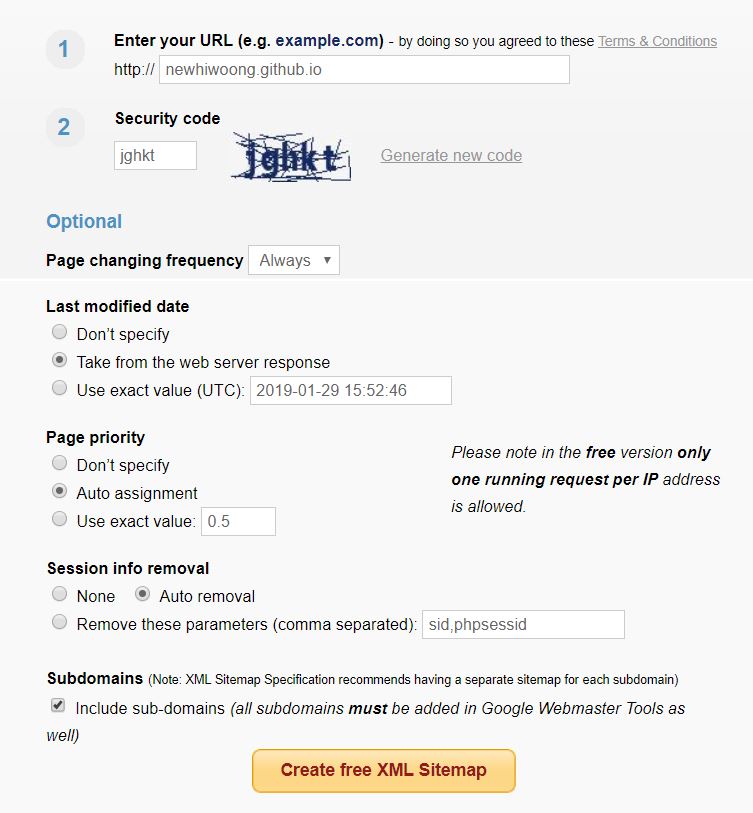 1
Enter your URL (e.g. example.com) - by doing so you agreed to these Terms & Conditions
http:// newhiwoong.github.io
2
Security code
jghkt jghkt Generate new code
Optional
Page changing frequency Always
Last modified date
Don’t specify
Take from the web server response
Use exact value (UTC): 2019-01-29 15:52:46
Page priority
Don’t specify
Auto assignment
Use exact value: 0.5
Please note in the free version only
one running request per IP address
is allowed.
Session info removal
None Auto removal
Remove these parameters (comma separated): sid,phpsessid
Subdomains (Note: XML Sitemap Specification recommends having a separate sitemap for each subdomain)
Include sub-domains (all subdomains must be added in Google Webmaster Tools as
well)
Create free XML Sitemap